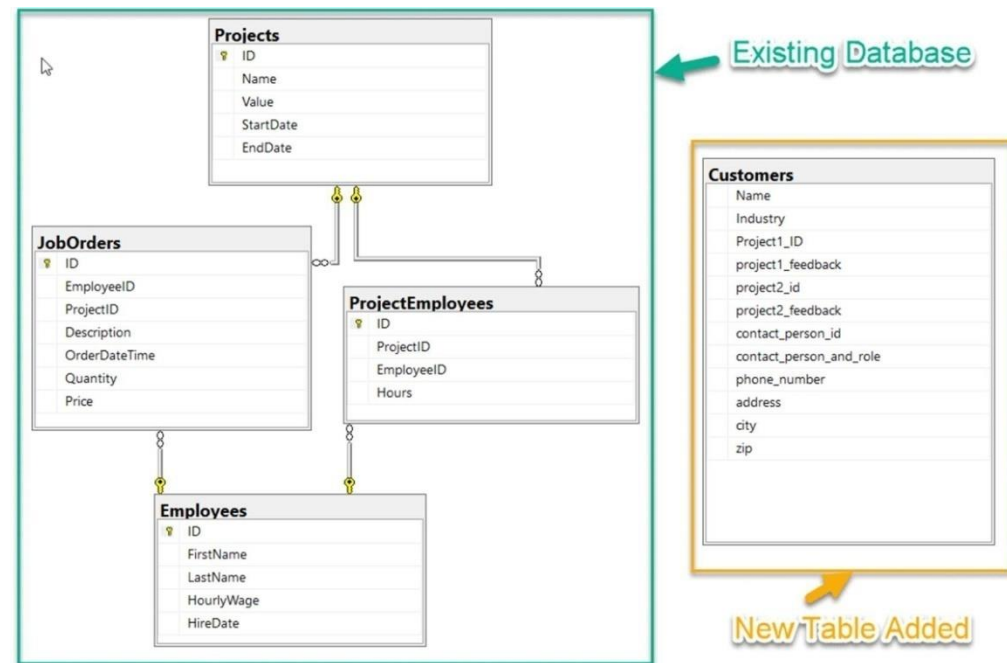 Existing Database
Projects
ID
Name
Value
StartDate
EndDate
JobOrders
ID
EmployeeID
ProjectID
Description
OrderDateTime
Quantity
Price
ProjectEmployees
ID
ProjectID
EmployeeID
Hours
Employees
ID
FirstName
LastName
HourlyWage
HireDate
Customers
Name
Industry
Project1_ID
project1_feedback
project2_id
project2_feedback
contact_person_id
contact_person_and_role
phone_number
address
city
zip
New Table Added